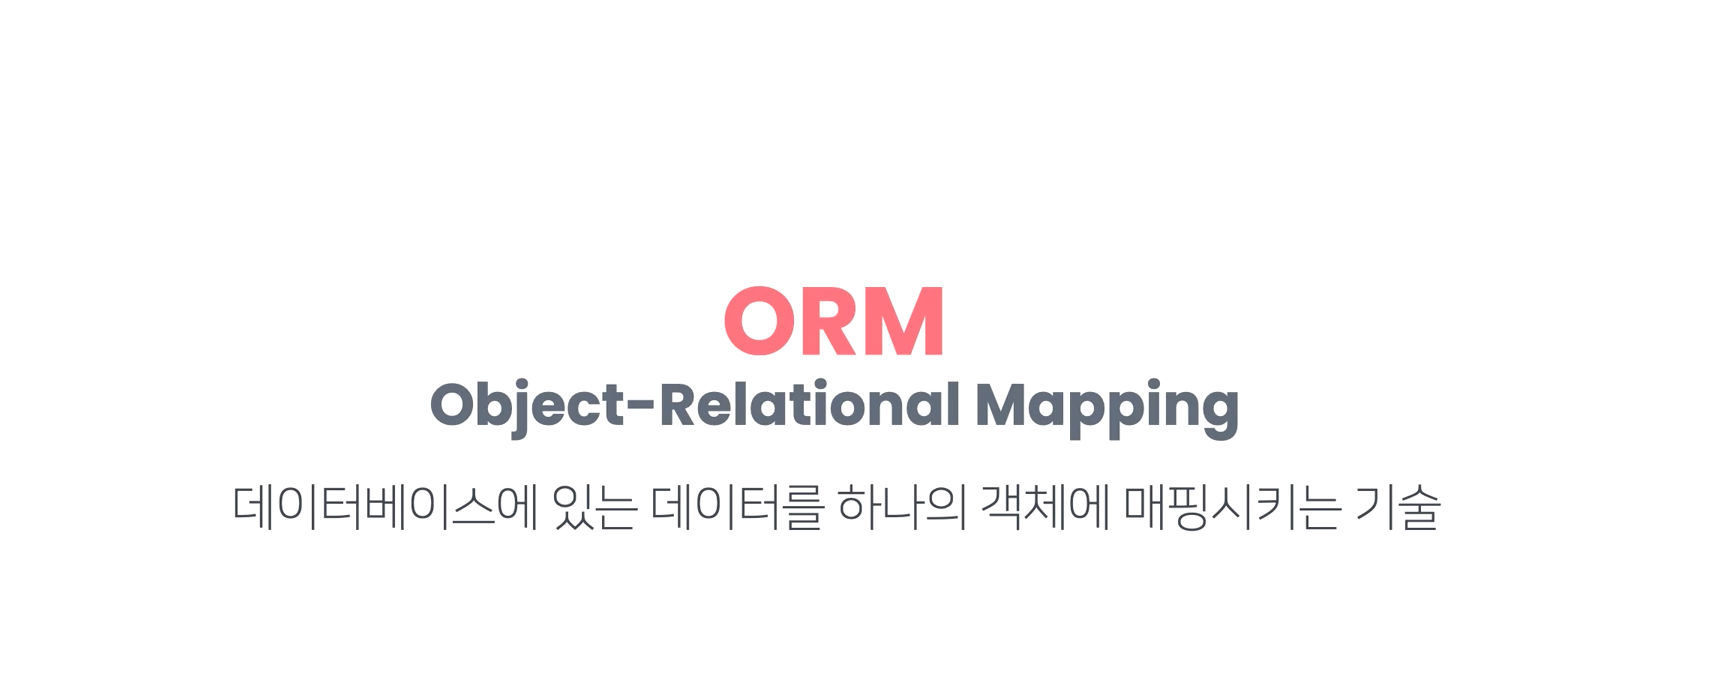 ORM
Object-Relational Mapping
데이터베이스에 있는 데이터를 하나의 객체에 매핑시키는 기술